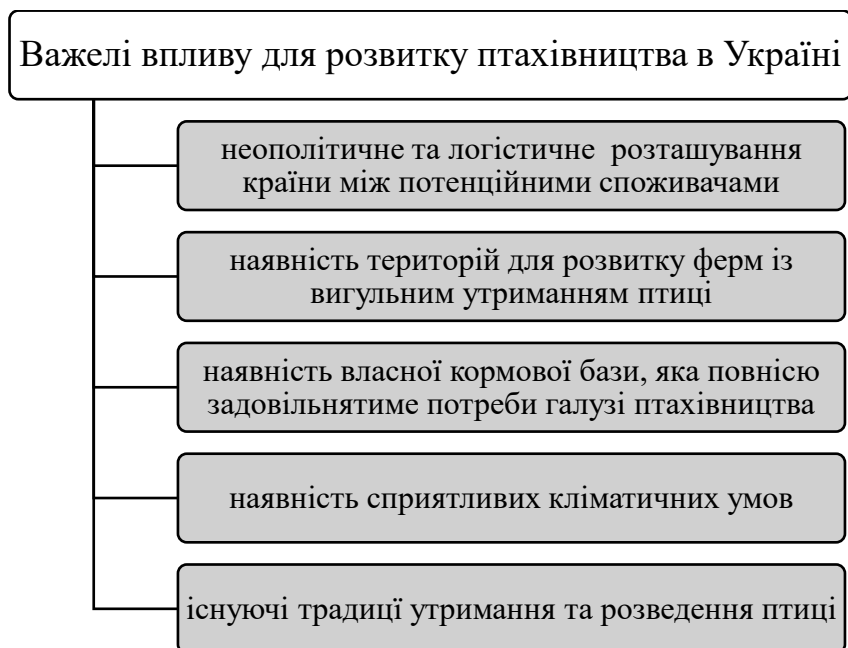 Важелі впливу для розвитку птахівництва в Україні
неополітичне та логістичне розташування
країни між потенційними споживачами
наявність територій для розвитку ферм із
вигульним утриманням птиці
наявність власної кормової бази, яка повнісю
задовільнятиме потреби галузі птахівництва
наявність сприятливих кліматичних умов
існуючі традиції утримання та розведення птиці